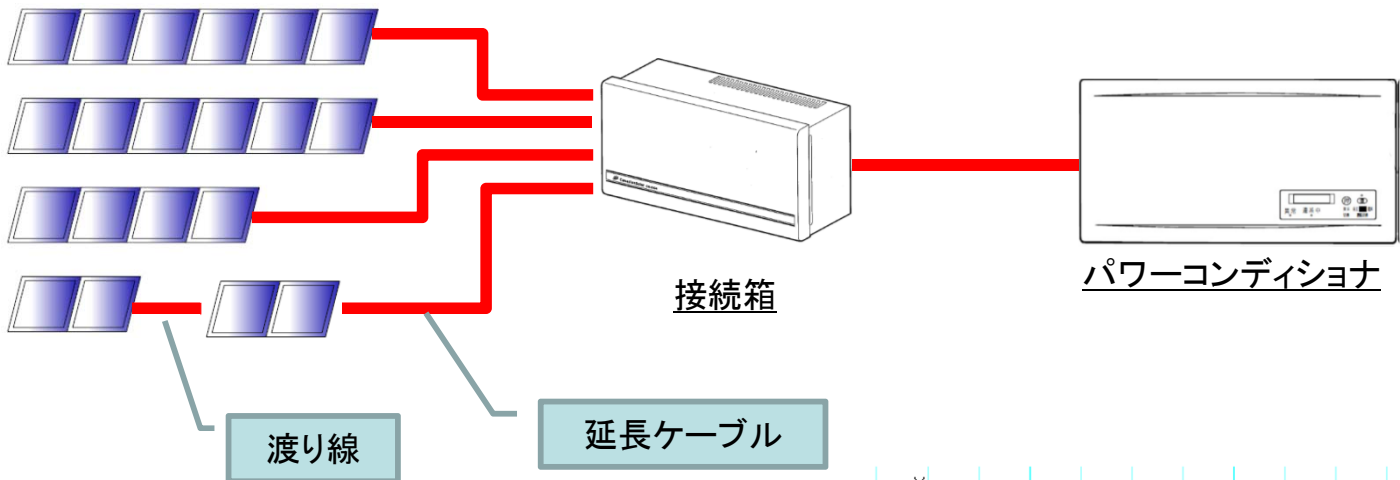 接続箱
パワーコンディショナ
渡り線
延長ケーブル